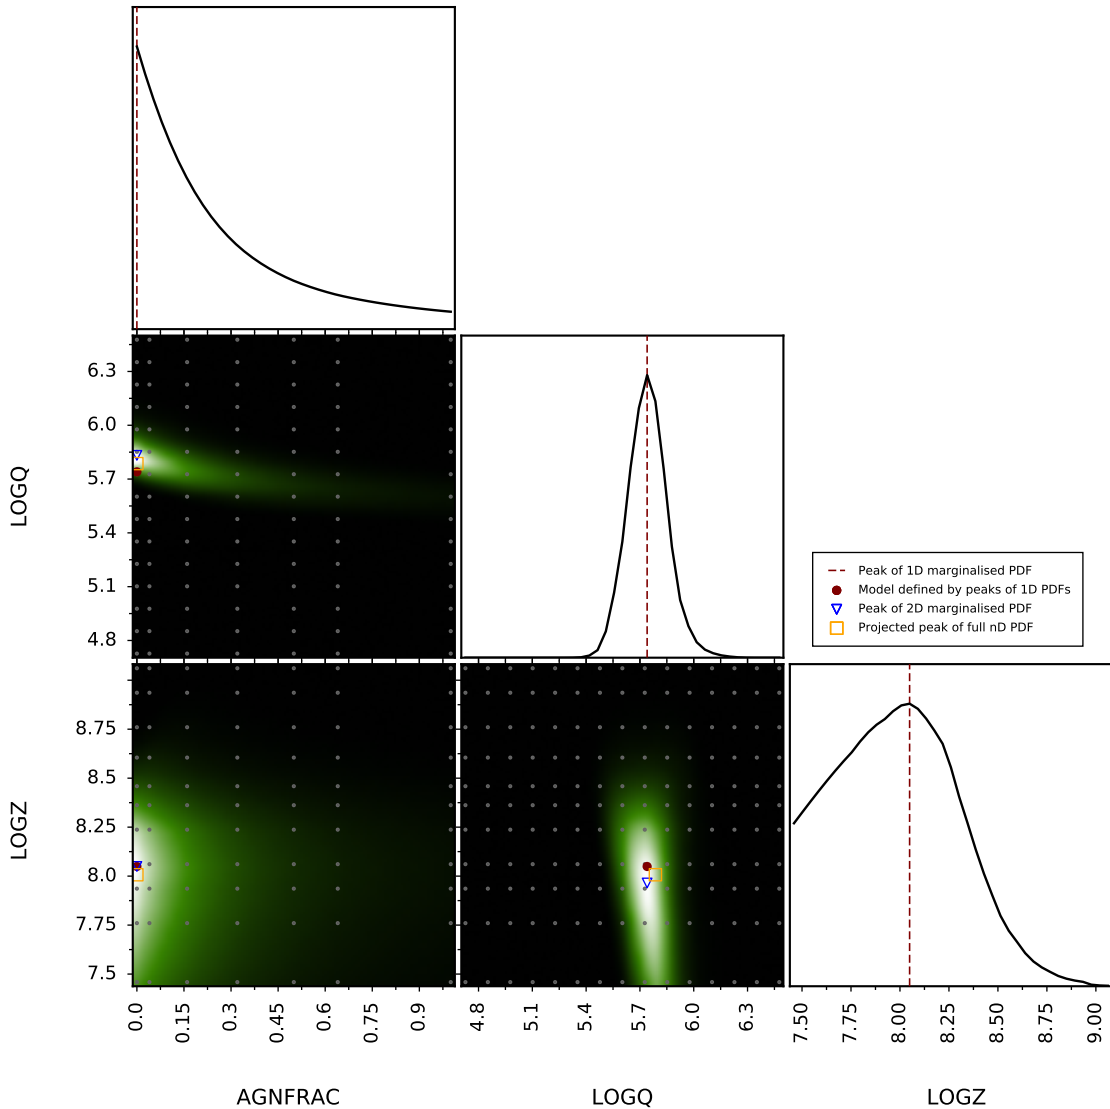 6.3
6.0
5.7
5.4
5.1
4.8
LOGQ
Peak of 1D marginalised PDF
Model defined by peaks of 1D PDFs
Peak of 2D marginalised PDF
Projected peak of full nD PDF
8.75
8.5
8.25
8.0
7.75
7.5
LOGZ
0.0 0.15 0.3 0.45 0.6 0.75 0.9
4.8 5.1 5.4 5.7 6.0 6.3
7.50 7.75 8.00 8.25 8.50 8.75 9.00
AGNFRAC
LOGQ
LOGZ